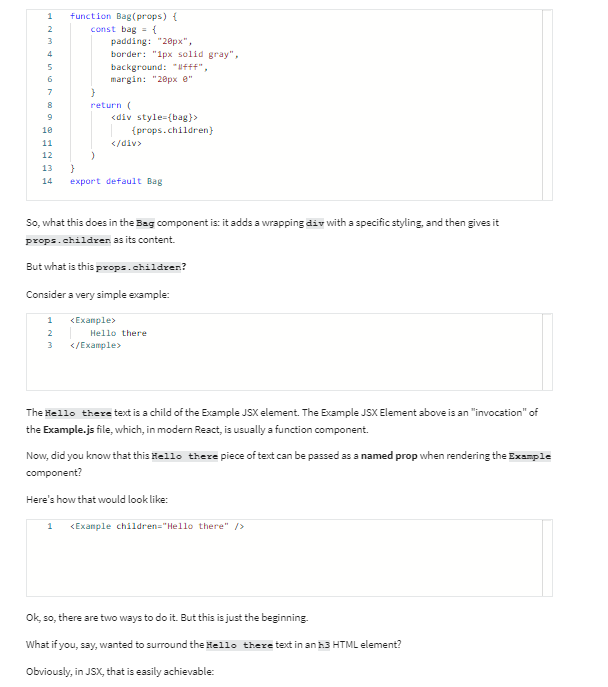 1 function Bag(props) {
2 const bag = {
3 padding: "20px",
4 border: "1px solid gray",
5 background: "#fff",
6 margin: "20px 0"
7 }
8 return (
9 <div style={bag}>
10 {props.children}
11 </div>
12 )
13 }
14 export default Bag
So, what this does in the Bag component is: it adds a wrapping div with a specific styling, and then gives it
props.children as its content.
But what is this props.children?
Consider a very simple example:
1 <Example>
2 Hello there
3 </Example>
The Hello there text is a child of the Example JSX element. The Example JSX Element above is an "invocation" of
the Example.js file, which, in modern React, is usually a function component.
Now, did you know that this Hello there piece of text can be passed as a named prop when rendering the Example
component?
Here's how that would look like:
1 <Example children="Hello there" />
Ok, so, there are two ways to do it. But this is just the beginning.
What if you, say, wanted to surround the Hello there text in an h3 HTML element?
Obviously, in JSX, that is easily achievable: